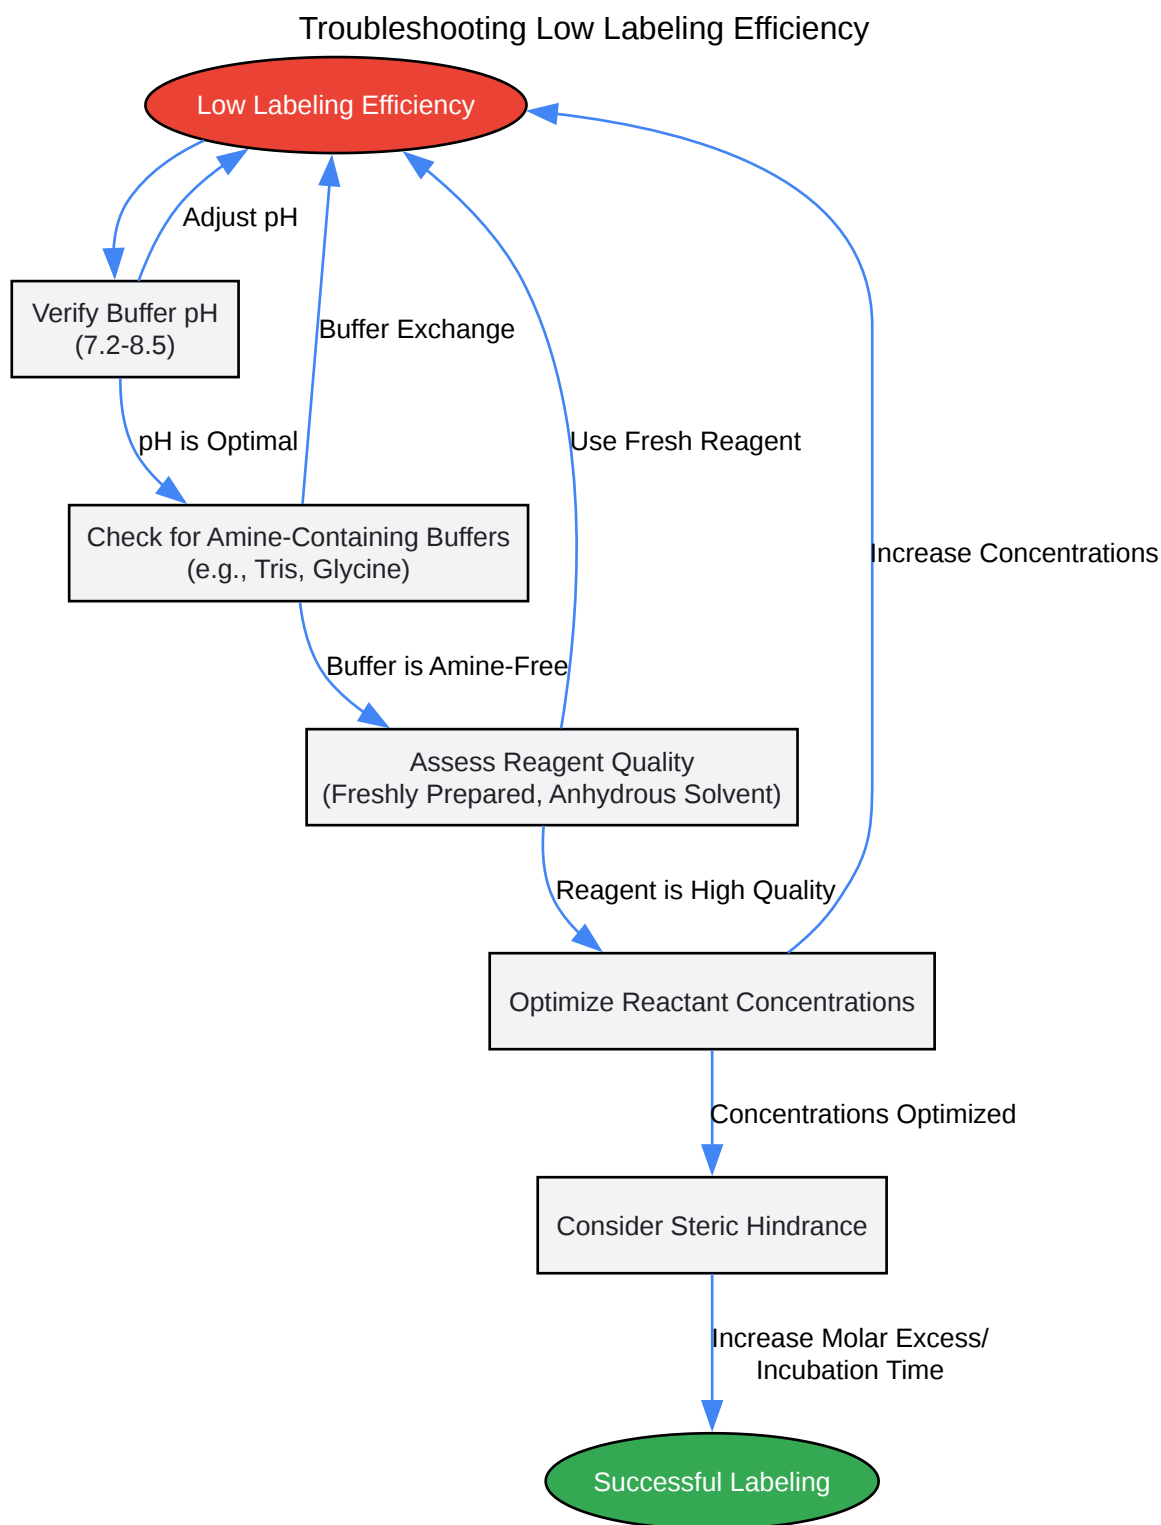 Troubleshooting Low Labeling Efficiency
Low Labeling Efficiency
Adjust pH
Verify Buffer pH
(7.2-8.5)
Buffer Exchange
pH is Optimal
Use Fresh Reagent
Check for Amine-Containing Buffers
(e.g., Tris, Glycine)
Increase Concentrations
Buffer is Amine-Free
Assess Reagent Quality
(Freshly Prepared, Anhydrous Solvent)
Reagent is High Quality
Optimize Reactant Concentrations
Concentrations Optimized
Consider Steric Hindrance
Increase Molar Excess/
Incubation Time
Successful Labeling